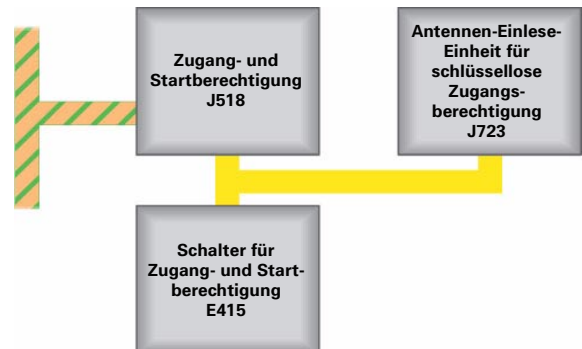 Zugang- und
Startberechtigung
J518
Antennen-Einlese-
Einheit für
schlüssellose
Zugangs-
berechtigung
J723
Schalter für
Zugang- und Start-
berechtigung
E415